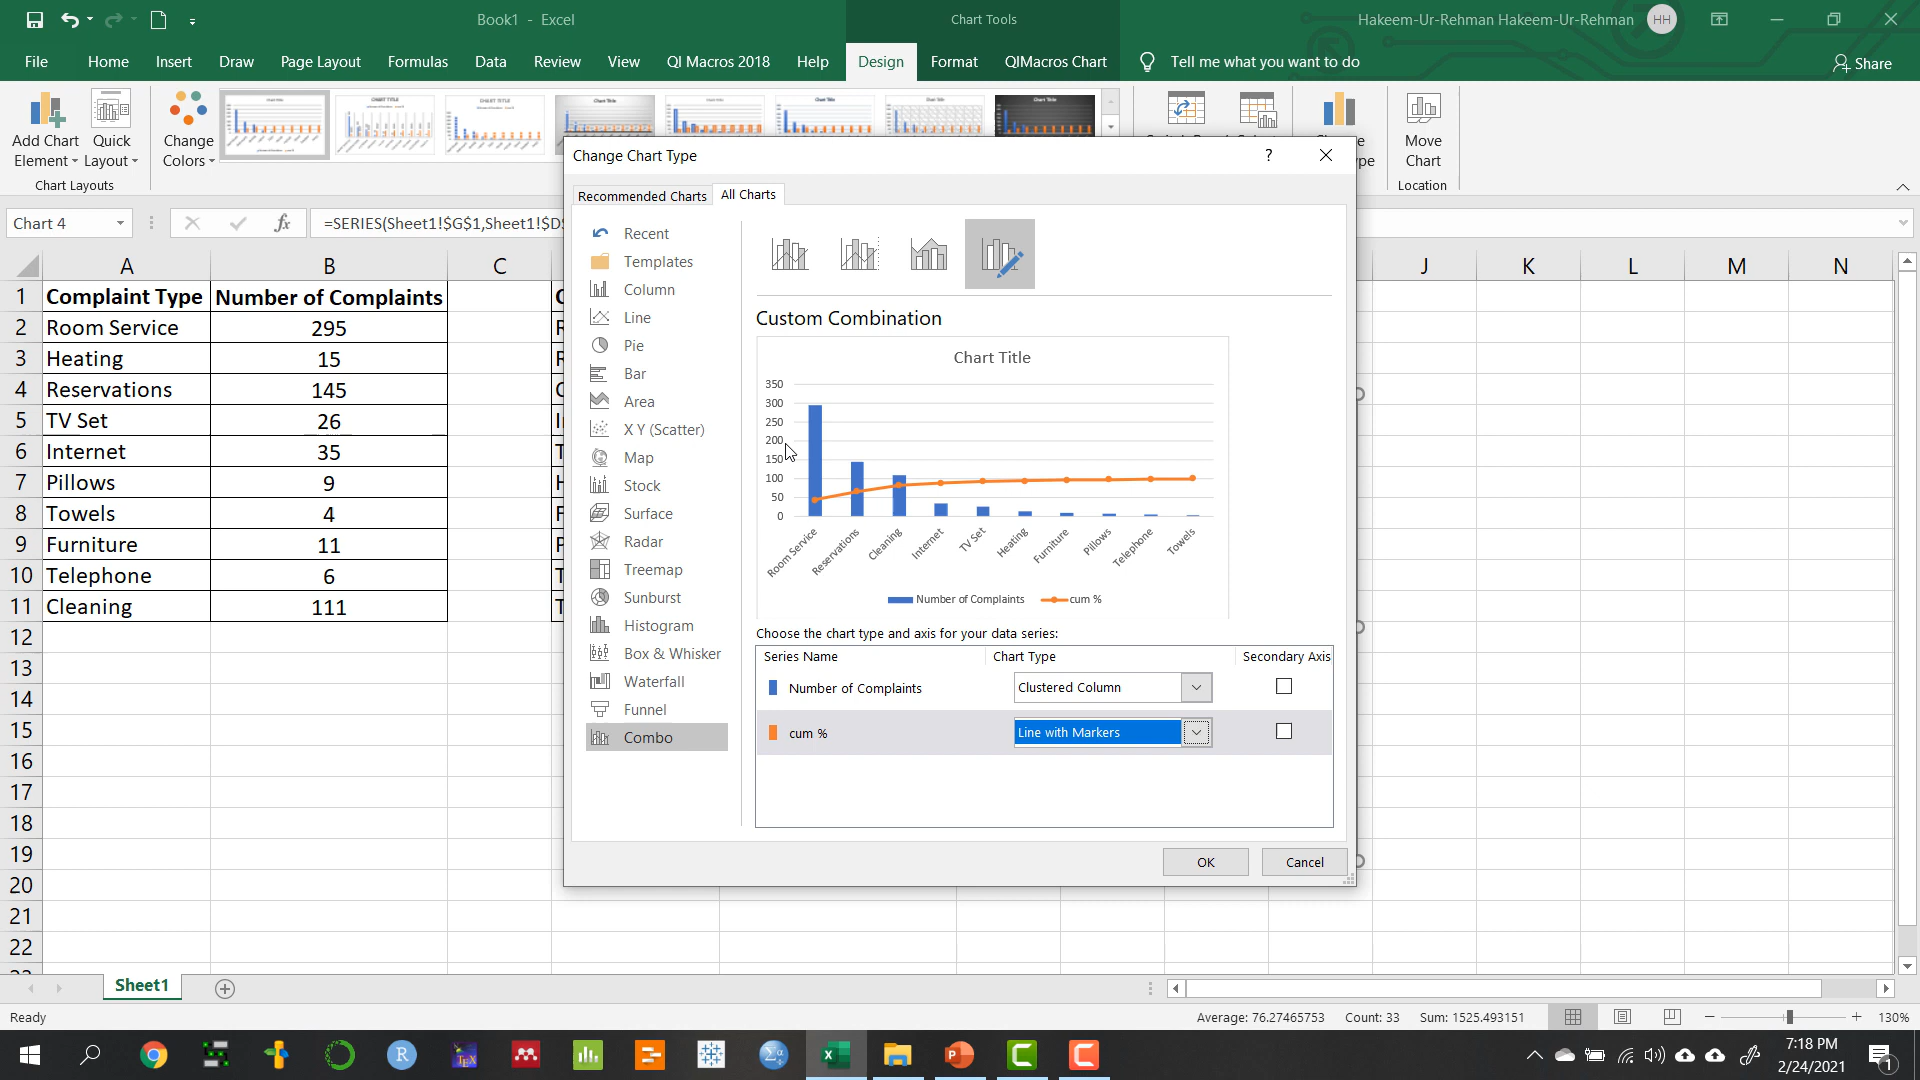 Book1 - Excel
Chart Tools
Hakeem-Ur-Rehman Hakeem-Ur-Rehman
HH
File
Home
Insert
Draw
Page Layout
Formulas
Data
Review
View
QI Macros 2018
Help
Design
Format
QIMacros Chart
Tell me what you want to do
Share
Add Chart Element
Quick Layout
Change Colors
Move Chart
Chart Layouts
Location
Chart 4
fx
=SERIES(Sheet1!$G$1,Sheet1!$D$
A B C J K L M N
1 Complaint Type Number of Complaints
2 Room Service 295
3 Heating 15
4 Reservations 145
5 TV Set 26
6 Internet 35
7 Pillows 9
8 Towels 4
9 Furniture 11
10 Telephone 6
11 Cleaning 111
12
13
14
15
16
17
18
19
20
21
22
Change Chart Type
?
Recommended Charts
All Charts
Recent
Templates
Column
Line
Pie
Bar
Area
X Y (Scatter)
Map
Stock
Surface
Radar
Treemap
Sunburst
Histogram
Box & Whisker
Waterfall
Funnel
Combo
Custom Combination
Chart Title
350
300
250
200
150
100
50
0
Room Service
Reservations
Cleaning
Internet
TV Set
Heating
Furniture
Pillows
Telephone
Towels
Number of Complaints
cum %
Choose the chart type and axis for your data series:
Series Name Chart Type Secondary Axis
Number of Complaints Clustered Column
cum % Line with Markers
OK
Cancel
Sheet1
Ready
Average: 76.27465753 Count: 33 Sum: 1525.493151
130%
7:18 PM
2/24/2021
1